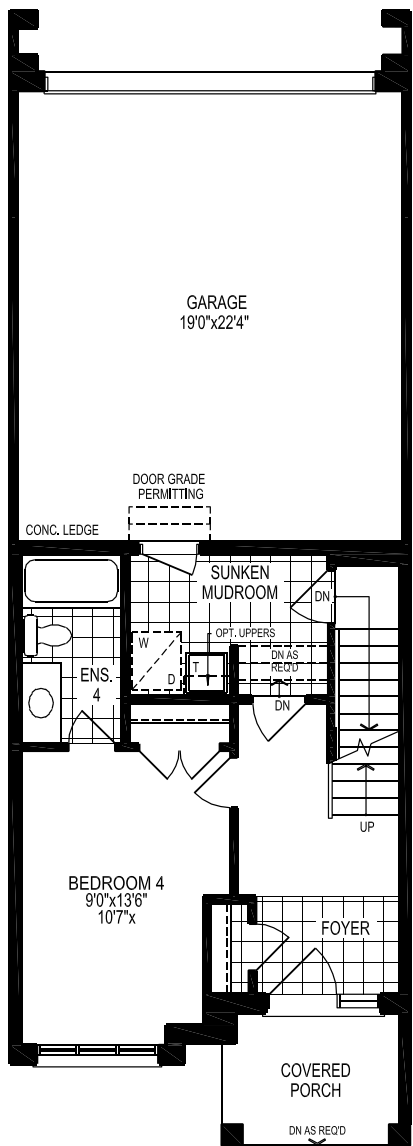 GARAGE
19'0"x22'4"
DOOR GRADE
PERMITTING
CONC. LEDGE
SUNKEN
MUDROOM
DN
W
OPT. UPPERS
ENS.
4
T
D
DN AS
REQ'D
DN
UP
BEDROOM 4
9'0"x13'6"
10'7"x
FOYER
COVERED
PORCH
DN AS REQ'D